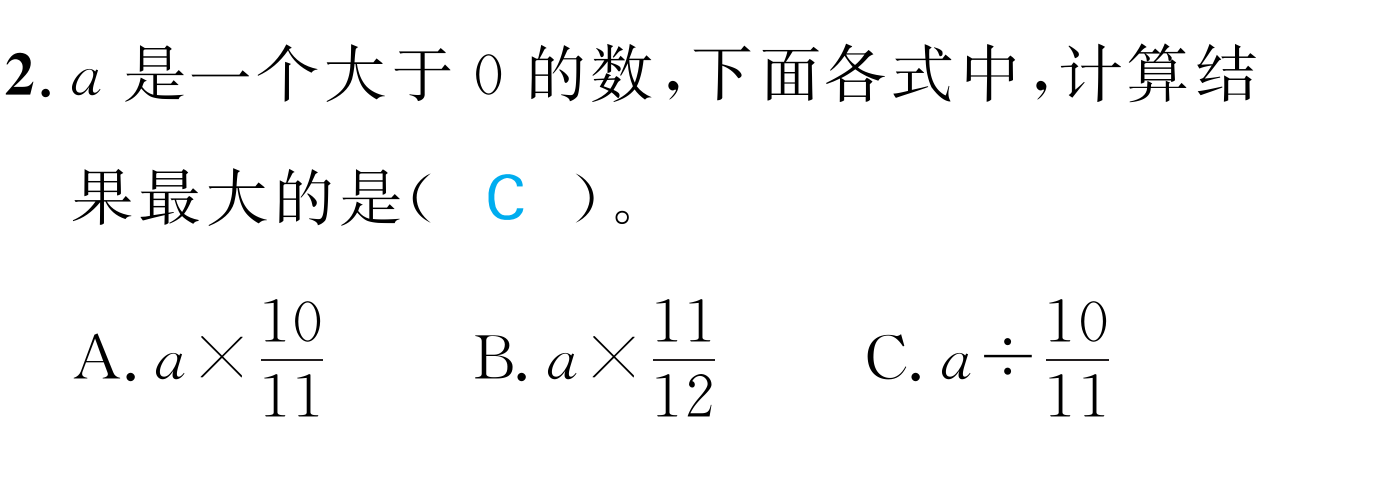 2. a 是一个大于 0 的数,下面各式中,计算结
果最大的是( C )。
A. a×10/11 B. a×11/12 C. a÷10/11